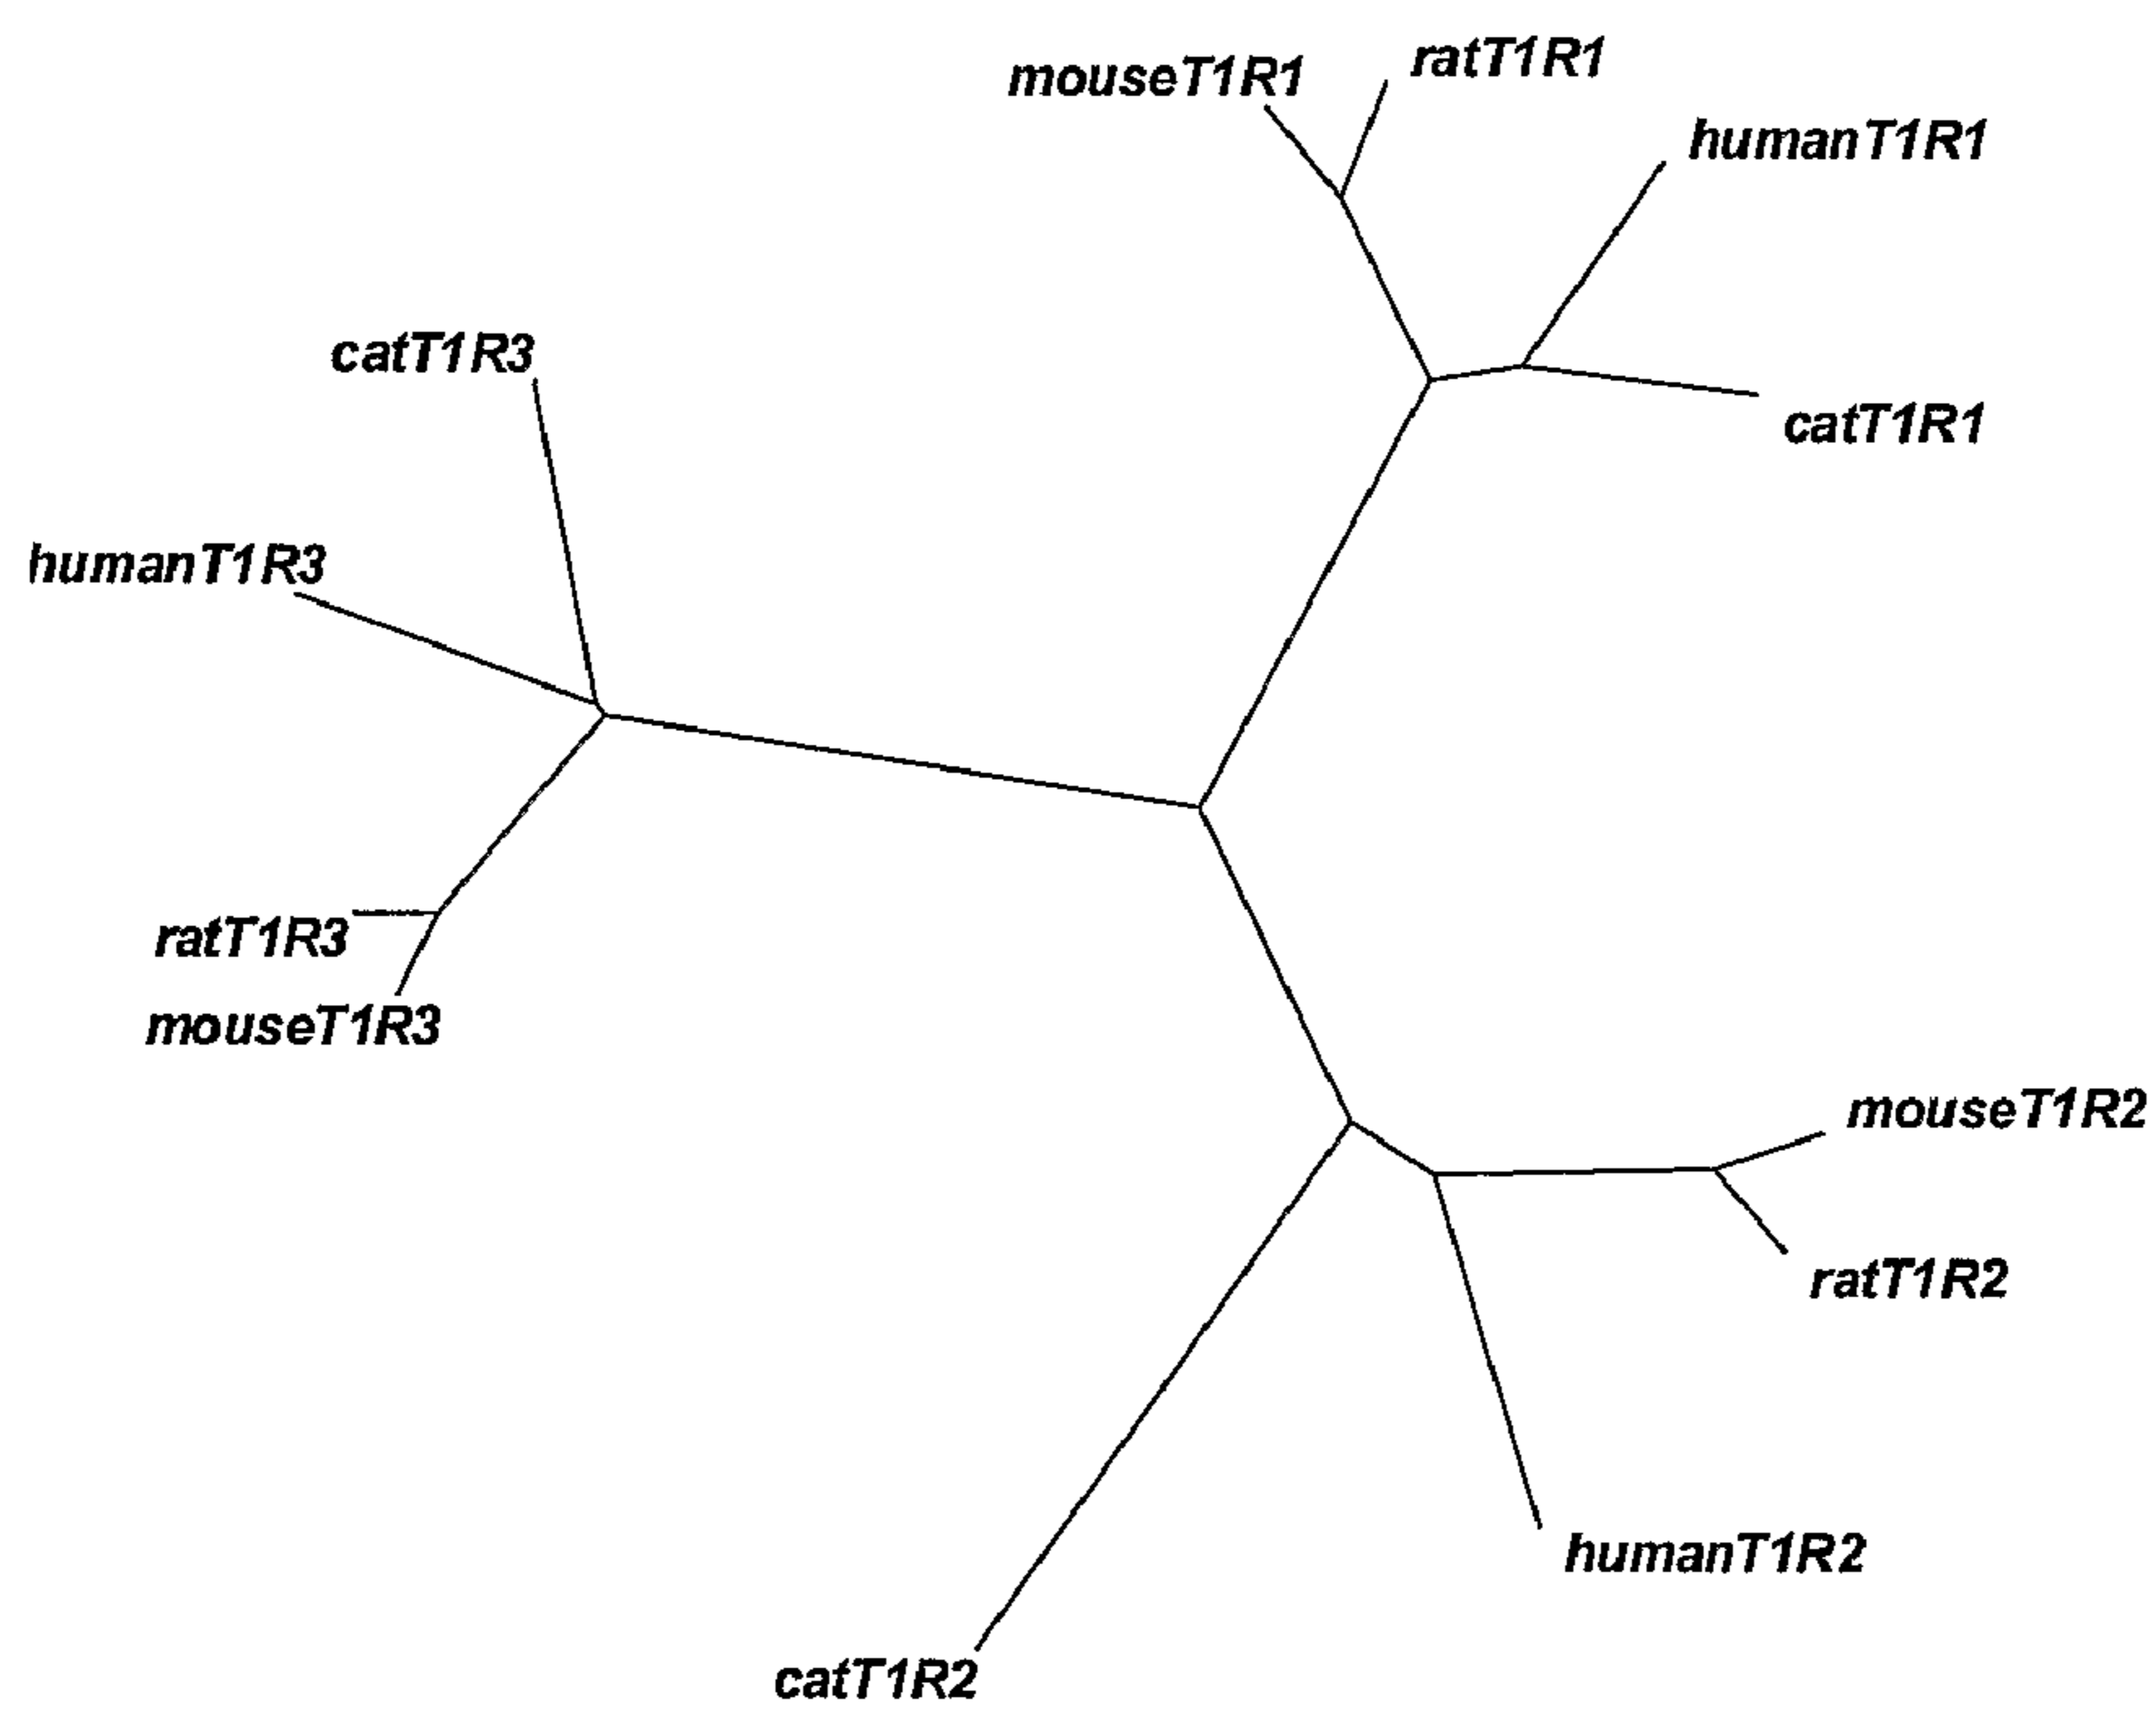 ratT1R1
mouseT1R1
humanT1R1
catT1R3
catT1R1
humanT1R3
ratT1R3
mouseT1R3
mouseT1R2
ratT1R2
humanT1R2
catT1R2